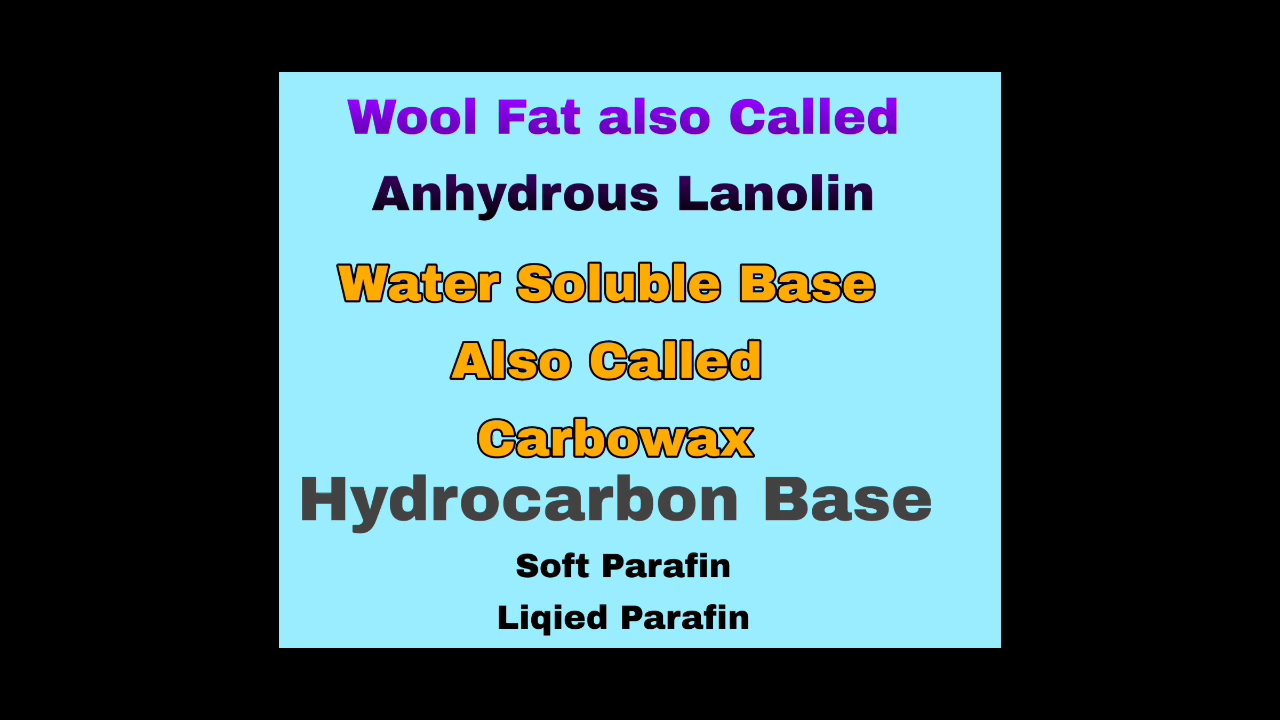 Wool Fat also Called
Anhydrous Lanolin
Water Soluble Base
Also Called
Carbowax
Hydrocarbon Base
Soft Parafin
Liqied Parafin